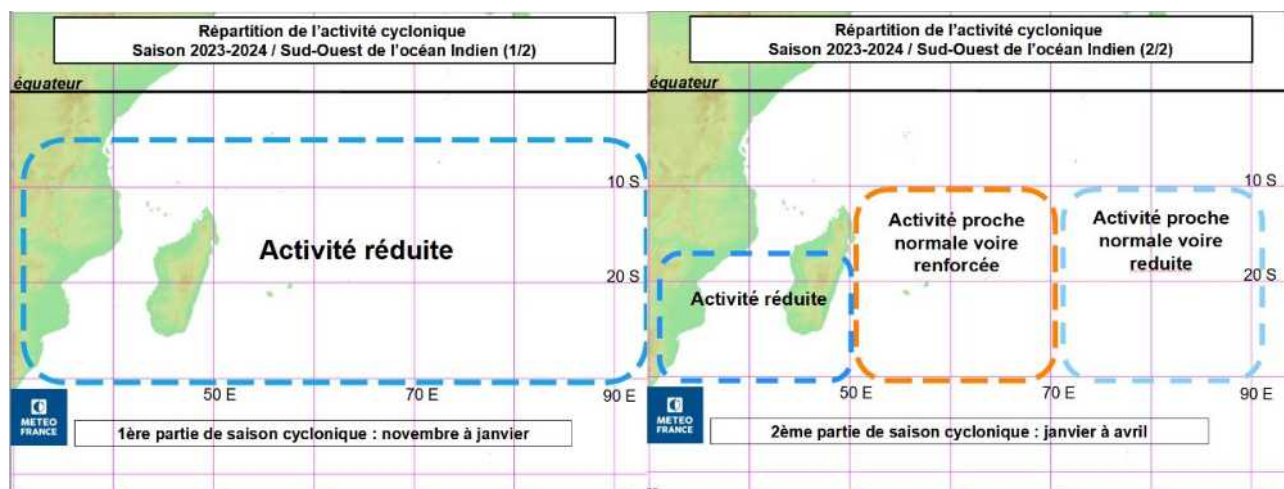 Répartition de l'activité cyclonique
Saison 2023-2024 / Sud-Ouest de l'océan Indien (1/2)
équateur
10 S
Activité réduite
20 S
50 E
70 E
90 E
METEO
FRANCE
1ère partie de saison cyclonique : novembre à janvier
Répartition de l'activité cyclonique
Saison 2023-2024 / Sud-Ouest de l'océan Indien (2/2)
équateur
10 S
Activité proche
normale voire
renforcée
Activité proche
normale voire
reduite
20 S
Activité réduite
50 E
70 E
90 E
METEO
FRANCE
2ème partie de saison cyclonique : janvier à avril